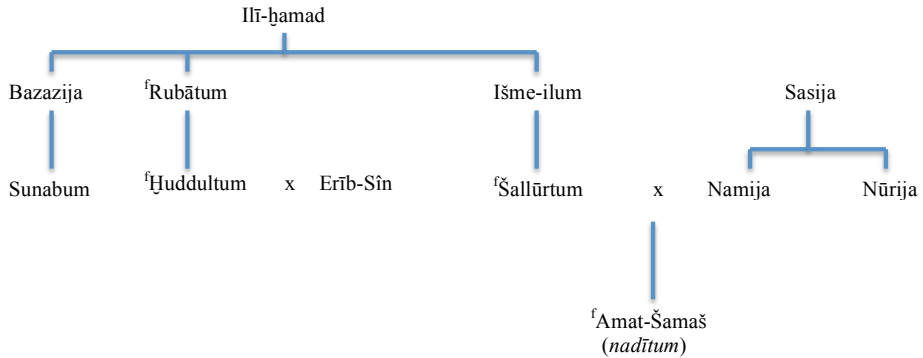 Ilī-ḫamad
Bazazija fRubātum Išme-ilum Sasija
Sunabum fḪuddultum x Erīb-Sîn fŠallūrtum x Namija Nūrija
fAmat-Šamaš
(nadītum)